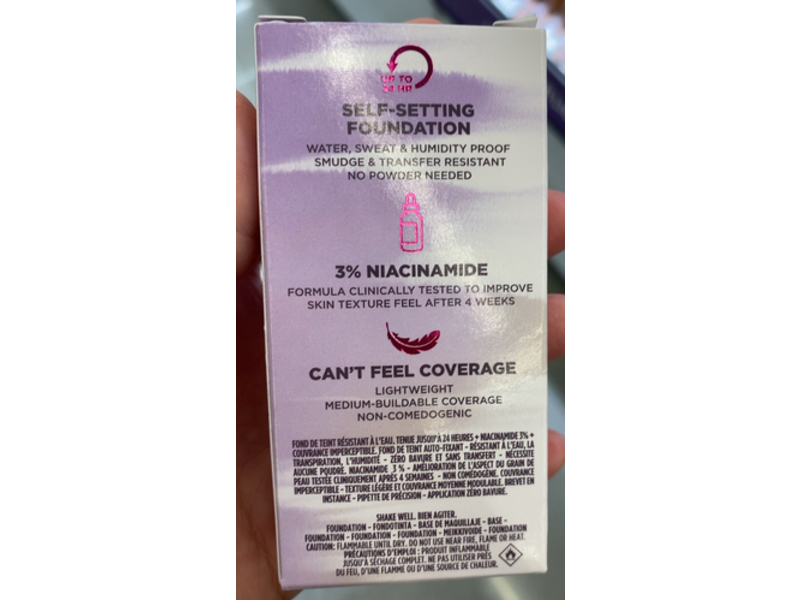 UP TO
24 HR
SELF-SETTING
FOUNDATION
WATER, SWEAT & HUMIDITY PROOF
SMUDGE & TRANSFER RESISTANT
NO POWDER NEEDED
3% NIACINAMIDE
FORMULA CLINICALLY TESTED TO IMPROVE
SKIN TEXTURE FEEL AFTER 4 WEEKS
CAN'T FEEL COVERAGE
LIGHTWEIGHT
MEDIUM-BUILDABLE COVERAGE
NON-COMEDOGENIC
FOND DE TEINT RÉSISTANT À L'EAU. TENUE JUSQU'À 24 HEURES + NIACINAMIDE 3% +
COUVRANCE IMPERCEPTIBLE. FOND DE TEINT AUTO-FIXANT - RÉSISTANT À L'EAU, LA
TRANSPIRATION, L'HUMIDITÉ - ZÉRO BAVURE ET SANS TRANSFERT - NÉCESSITE
AUCUNE POUDRE. NIACINAMIDE 3 % - AMÉLIORATION DE L'ASPECT DU GRAIN DE
PEAU TESTÉE CLINIQUEMENT APRÈS 4 SEMAINES - NON COMÉDOGÈNE. COUVRANCE
IMPERCEPTIBLE - TEXTURE LÉGÈRE ET COUVRANCE MOYENNE MODULABLE. BREVET EN
INSTANCE - PIPETTE DE PRÉCISION - APPLICATION ZÉRO BAVURE.
SHAKE WELL. BIEN AGITER.
FOUNDATION - FONDOTINTA - BASE DE MAQUILLAJE - BASE -
FOUNDATION - FOUNDATION - FOUNDATION - MEIKKIVOIDE - FOUNDATION
CAUTION: FLAMMABLE UNTIL DRY. DO NOT USE NEAR FIRE, FLAME OR HEAT.
PRÉCAUTIONS D'EMPLOI : PRODUIT INFLAMMABLE
JUSQU'À SÉCHAGE COMPLET. NE PAS UTILISER PRÈS
DU FEU, D'UNE FLAMME OU D'UNE SOURCE DE CHALEUR.